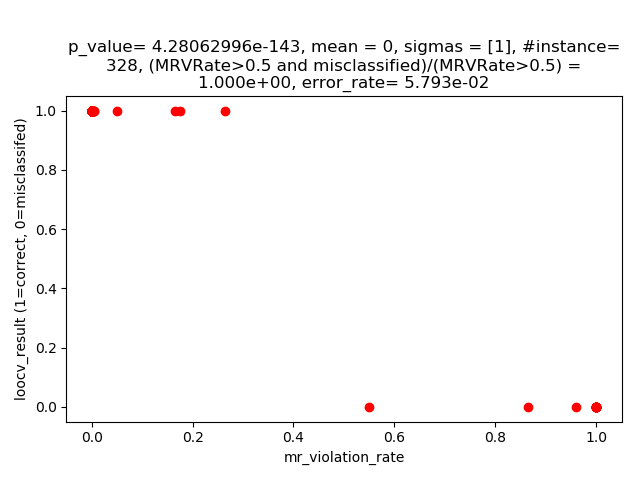 p_value= 4.28062996e-143, mean = 0, sigmas = [1], #instance=
328, (MRVRate>0.5 and misclassified)/(MRVRate>0.5) =
1.000e+00, error_rate= 5.793e-02
1.0
0.8
0.6
0.4
0.2
0.0
loocv_result (1=correct, 0=misclassifed)
0.0 0.2 0.4 0.6 0.8 1.0
mr_violation_rate